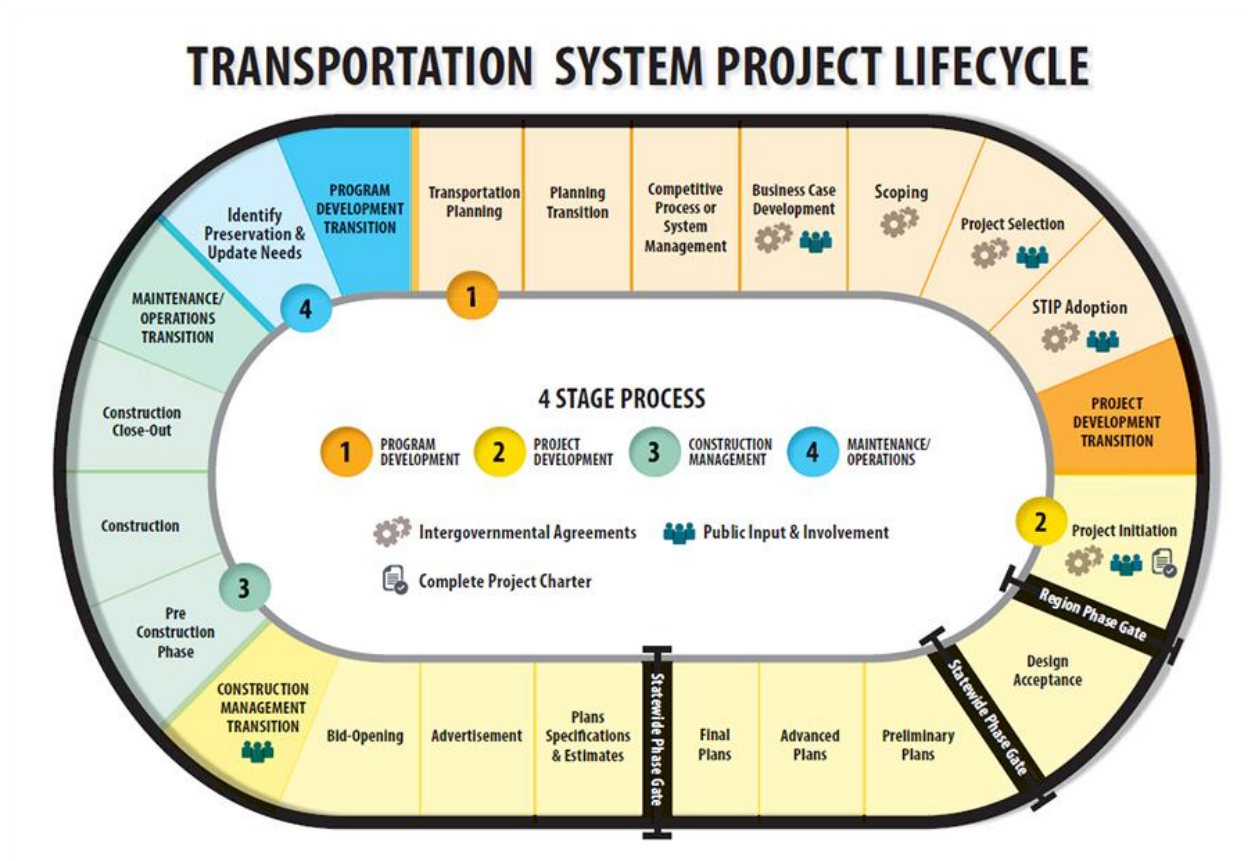 TRANSPORTATION SYSTEM PROJECT LIFECYCLE
Identify
Preservation &
Update Needs
PROGRAM
DEVELOPMENT
TRANSITION
Transportation
Planning
Planning
Transition
Competitive
Process or
System
Management
Business Case
Development
Scoping
Project Selection
STIP Adoption
PROJECT
DEVELOPMENT
TRANSITION
MAINTENANCE/
OPERATIONS
TRANSITION
4
1
Construction
Close-Out
Construction
3
Pre
Construction
Phase
4 STAGE PROCESS
1
PROGRAM
DEVELOPMENT
2
PROJECT
DEVELOPMENT
3
CONSTRUCTION
MANAGEMENT
4
MAINTENANCE/
OPERATIONS
Intergovernmental Agreements
Public Input & Involvement
Complete Project Charter
2
Project Initiation
Region Phase Gate
Design
Acceptance
Statewide Phase Gate
CONSTRUCTION
MANAGEMENT
TRANSITION
Bid-Opening
Advertisement
Plans
Specifications
& Estimates
Statewide Phase Gate
Final
Plans
Advanced
Plans
Preliminary
Plans